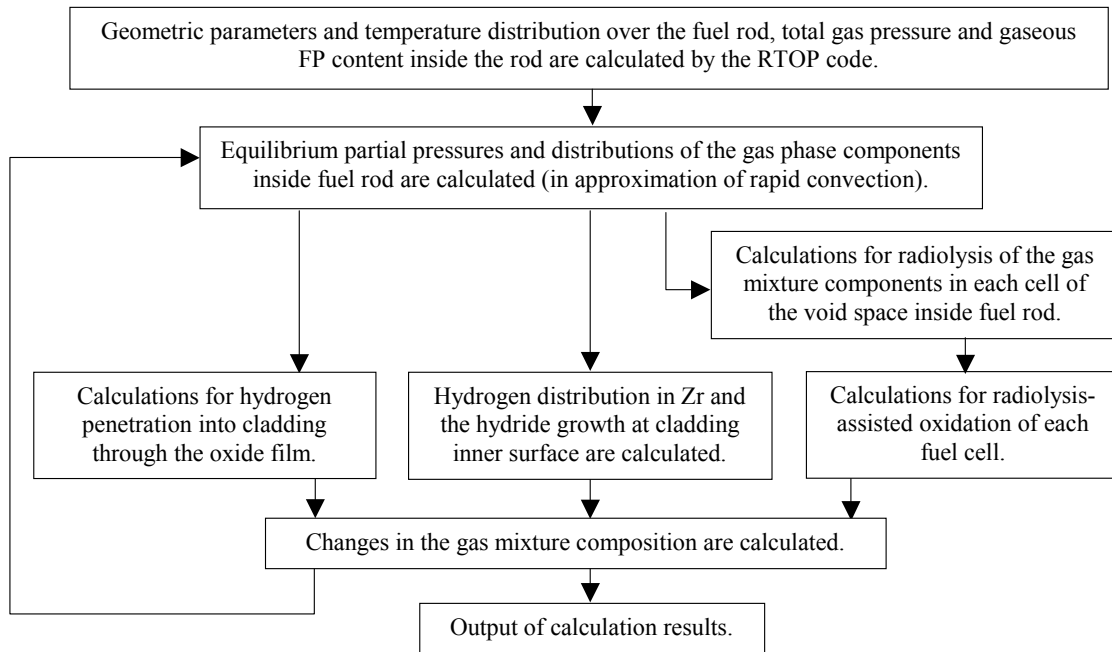 Geometric parameters and temperature distribution over the fuel rod, total gas pressure and gaseous
FP content inside the rod are calculated by the RTOP code.
Equilibrium partial pressures and distributions of the gas phase components
inside fuel rod are calculated (in approximation of rapid convection).
Calculations for radiolysis of the gas
mixture components in each cell of
the void space inside fuel rod.
Calculations for hydrogen
penetration into cladding
through the oxide film.
Hydrogen distribution in Zr and
the hydride growth at cladding
inner surface are calculated.
Calculations for radiolysis-
assisted oxidation of each
fuel cell.
Changes in the gas mixture composition are calculated.
Output of calculation results.